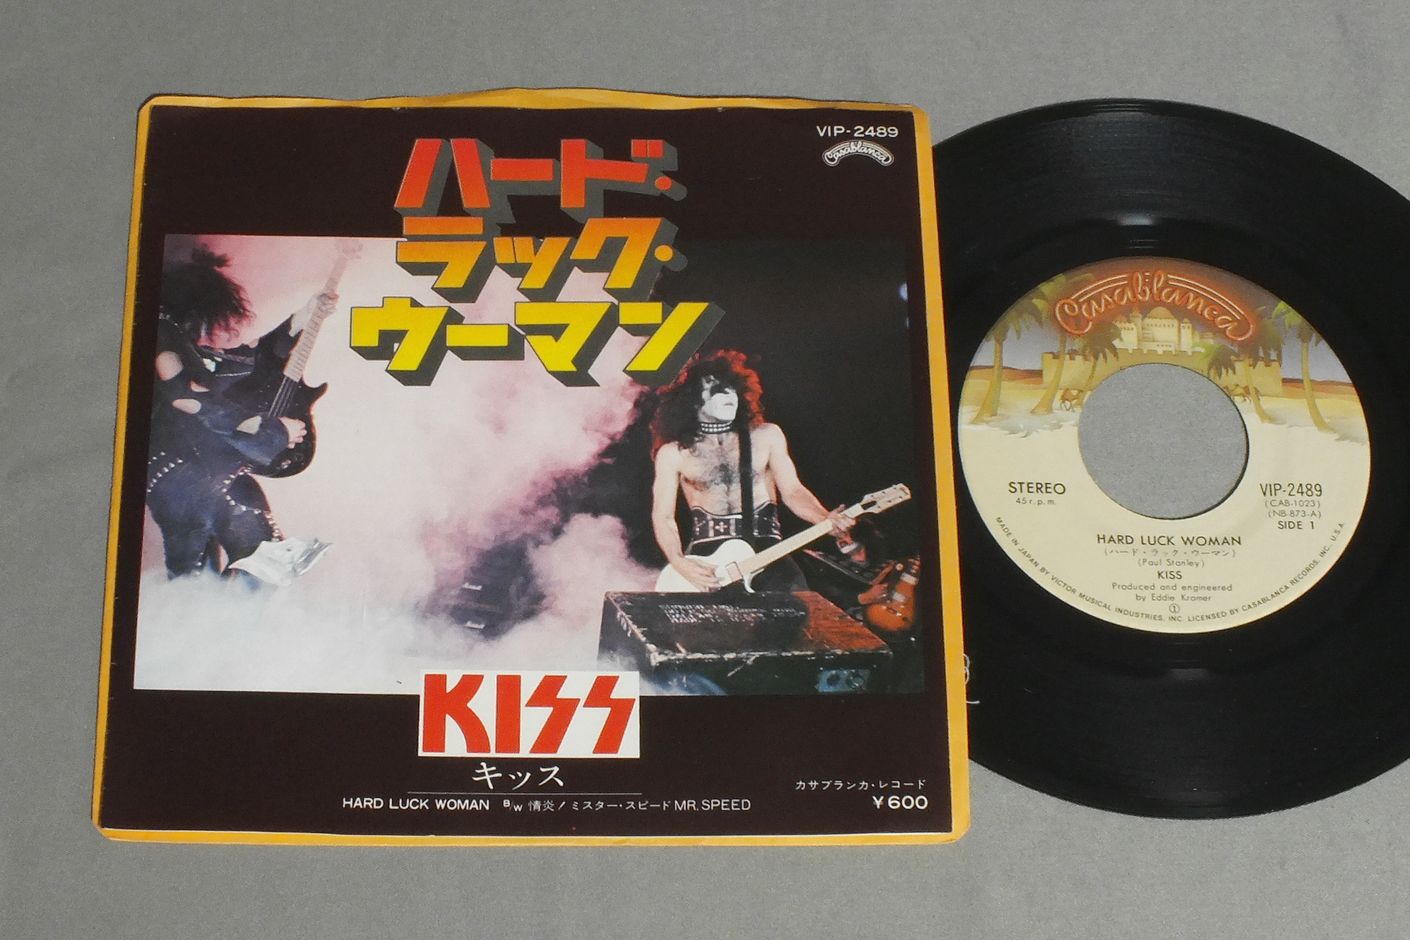 VIP-2489
Casablanca
ハード・
ラック・
ウーマン
KISS
キッス
HARD LUCK WOMAN B/W 情炎!ミスター・スピード MR. SPEED
カサブランカ・レコード
¥600
Casablanca
STEREO
45 r.p.m.
VIP-2489
(CAB-1023)
(NB-873-A)
SIDE 1
HARD LUCK WOMAN
(ハード・ラック・ウーマン)
(Paul Stanley)
KISS
Produced and engineered
by Eddie Kramer
①
MADE IN JAPAN BY VICTOR MUSICAL INDUSTRIES, INC. LICENSED BY CASABLANCA RECORDS, INC., U.S.A.